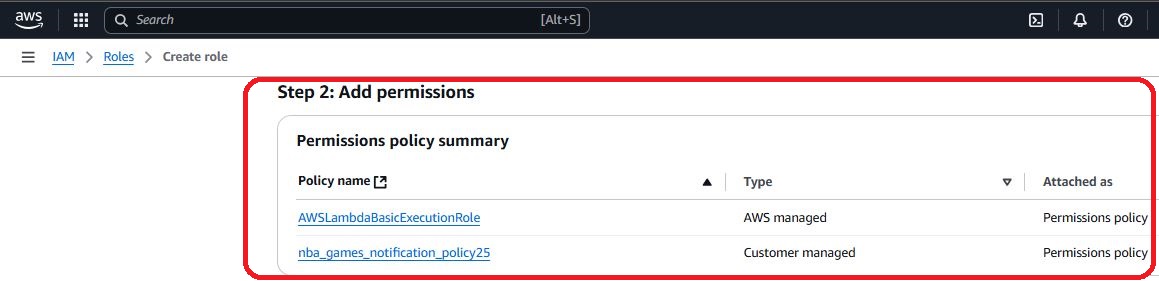 aws Search [Alt+S]
IAM Roles Create role
Step 2: Add permissions
Permissions policy summary
Policy name Type Attached as
AWSLambdaBasicExecutionRole AWS managed Permissions policy
nba_games_notification_policy25 Customer managed Permissions policy